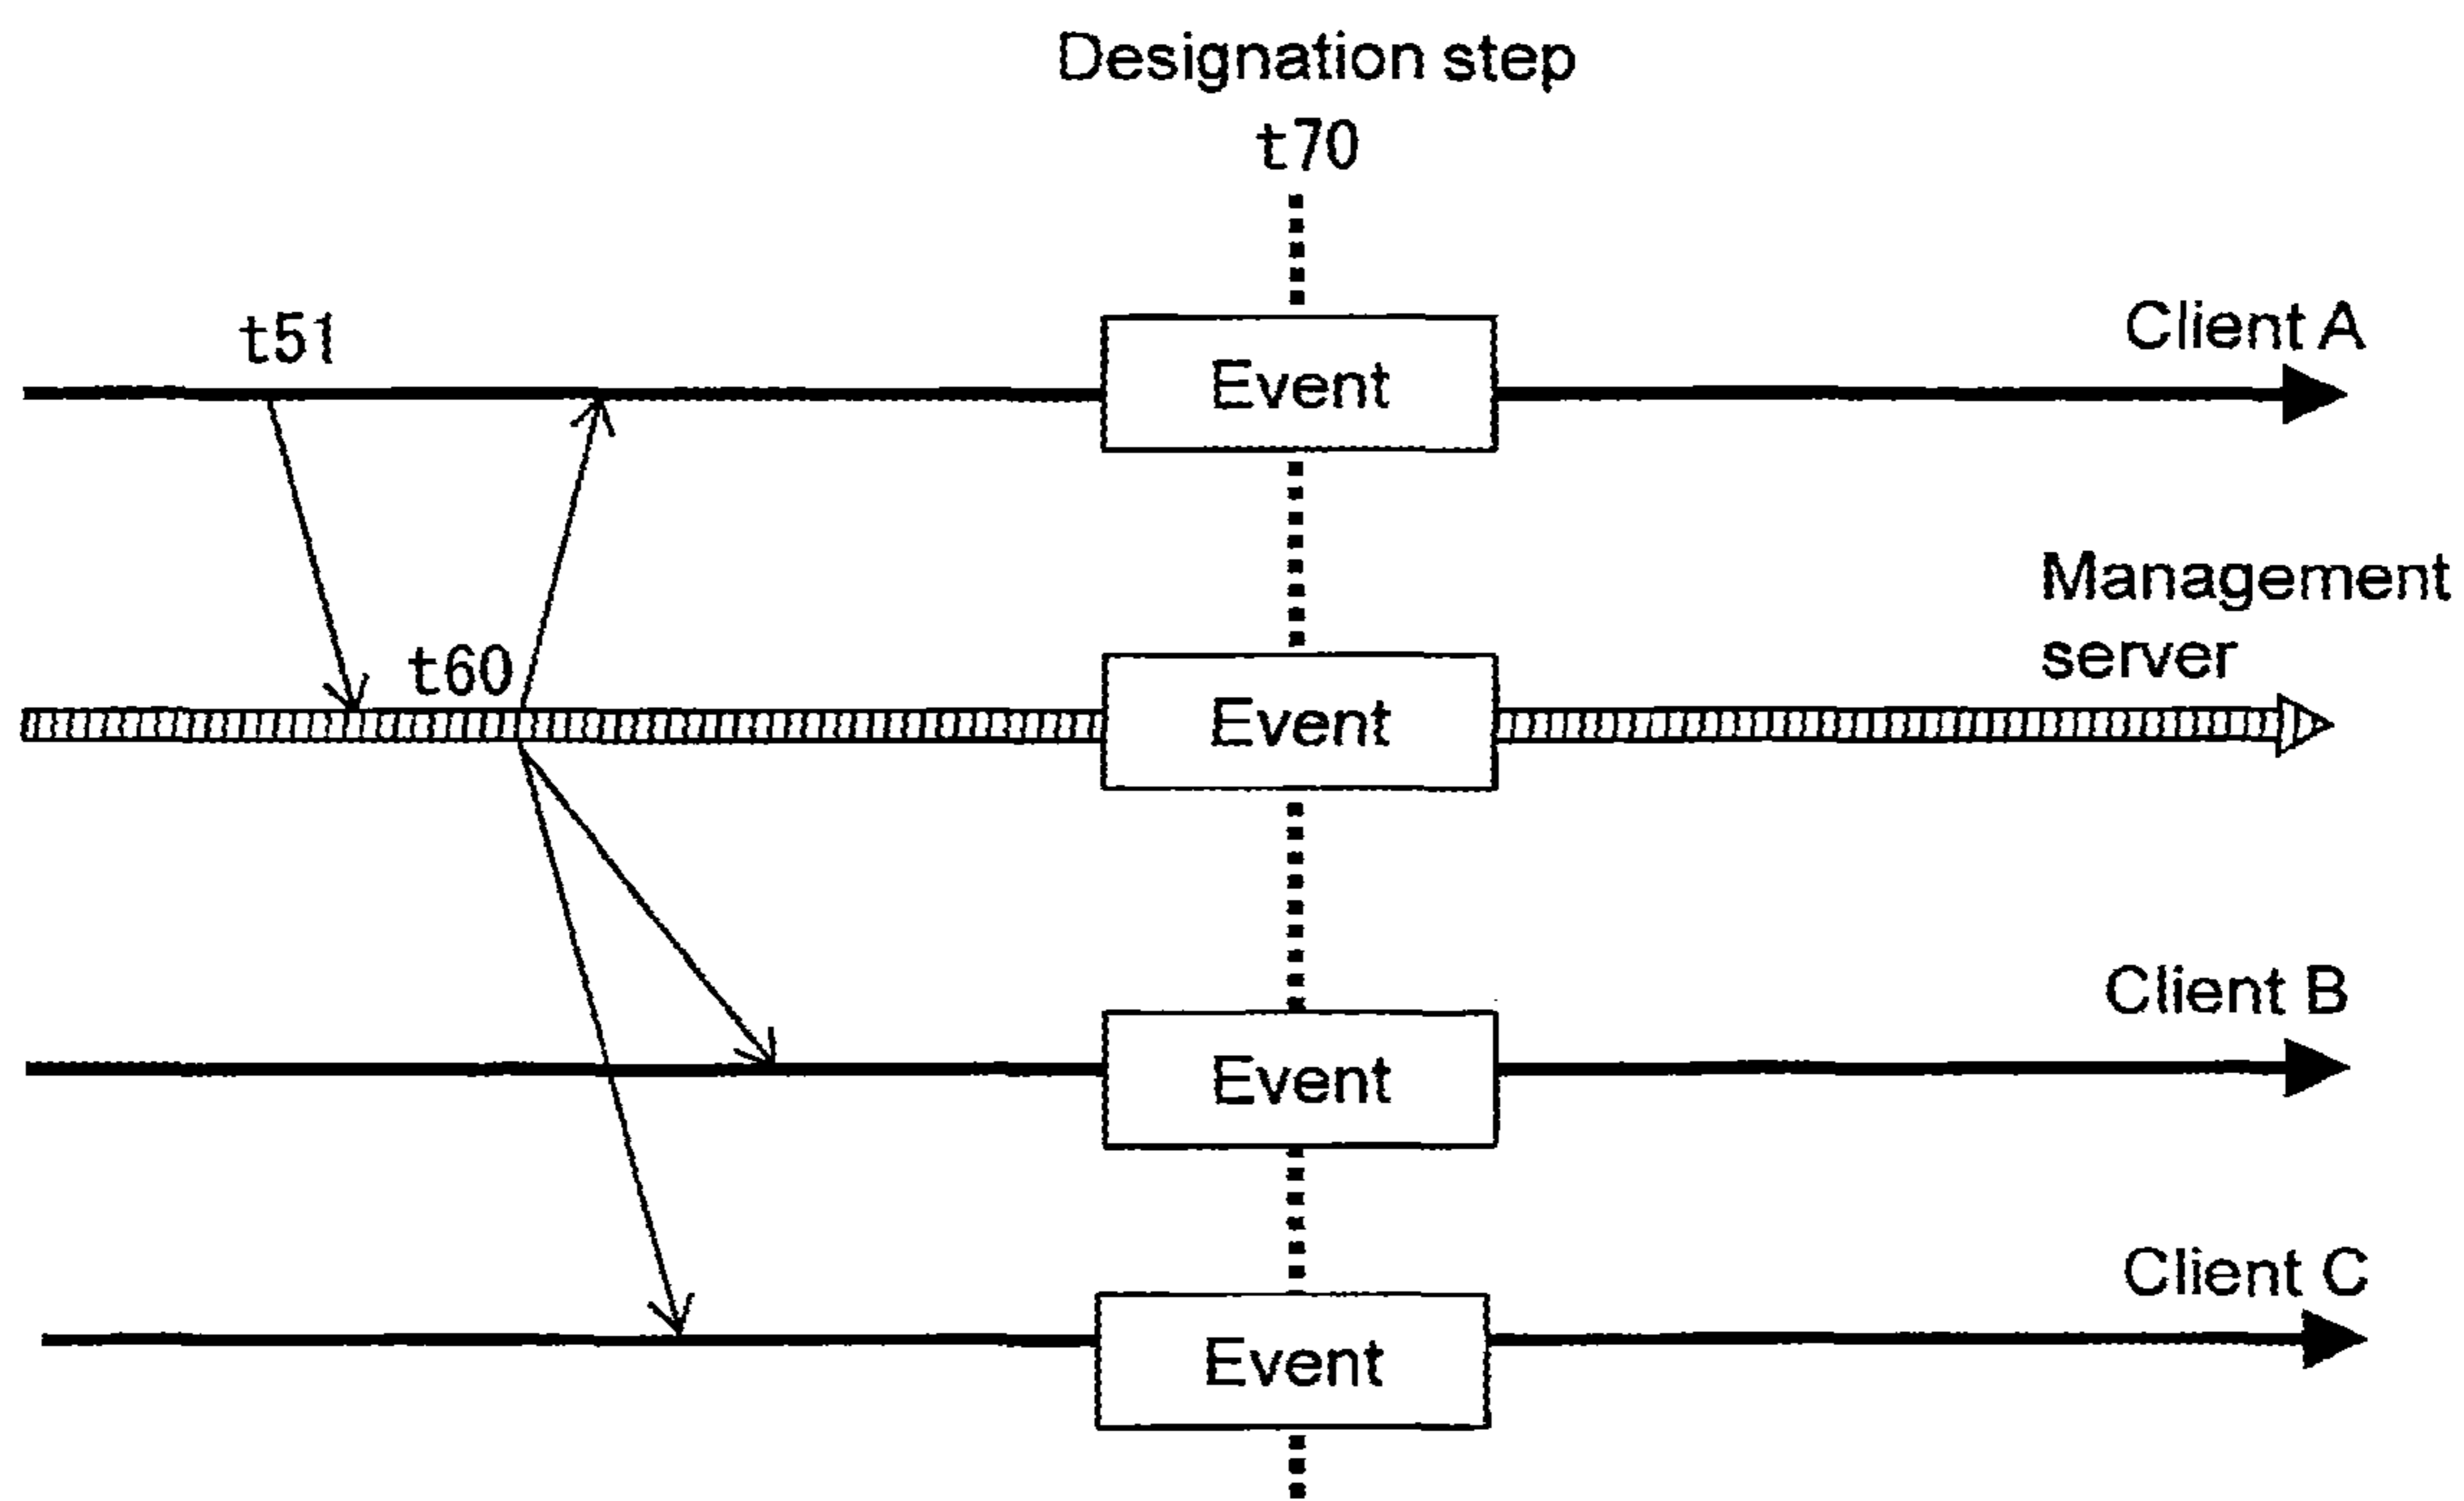 Designation step
t70
t51
Client A
Event
Management
server
t60
Event
Client B
Event
Client C
Event